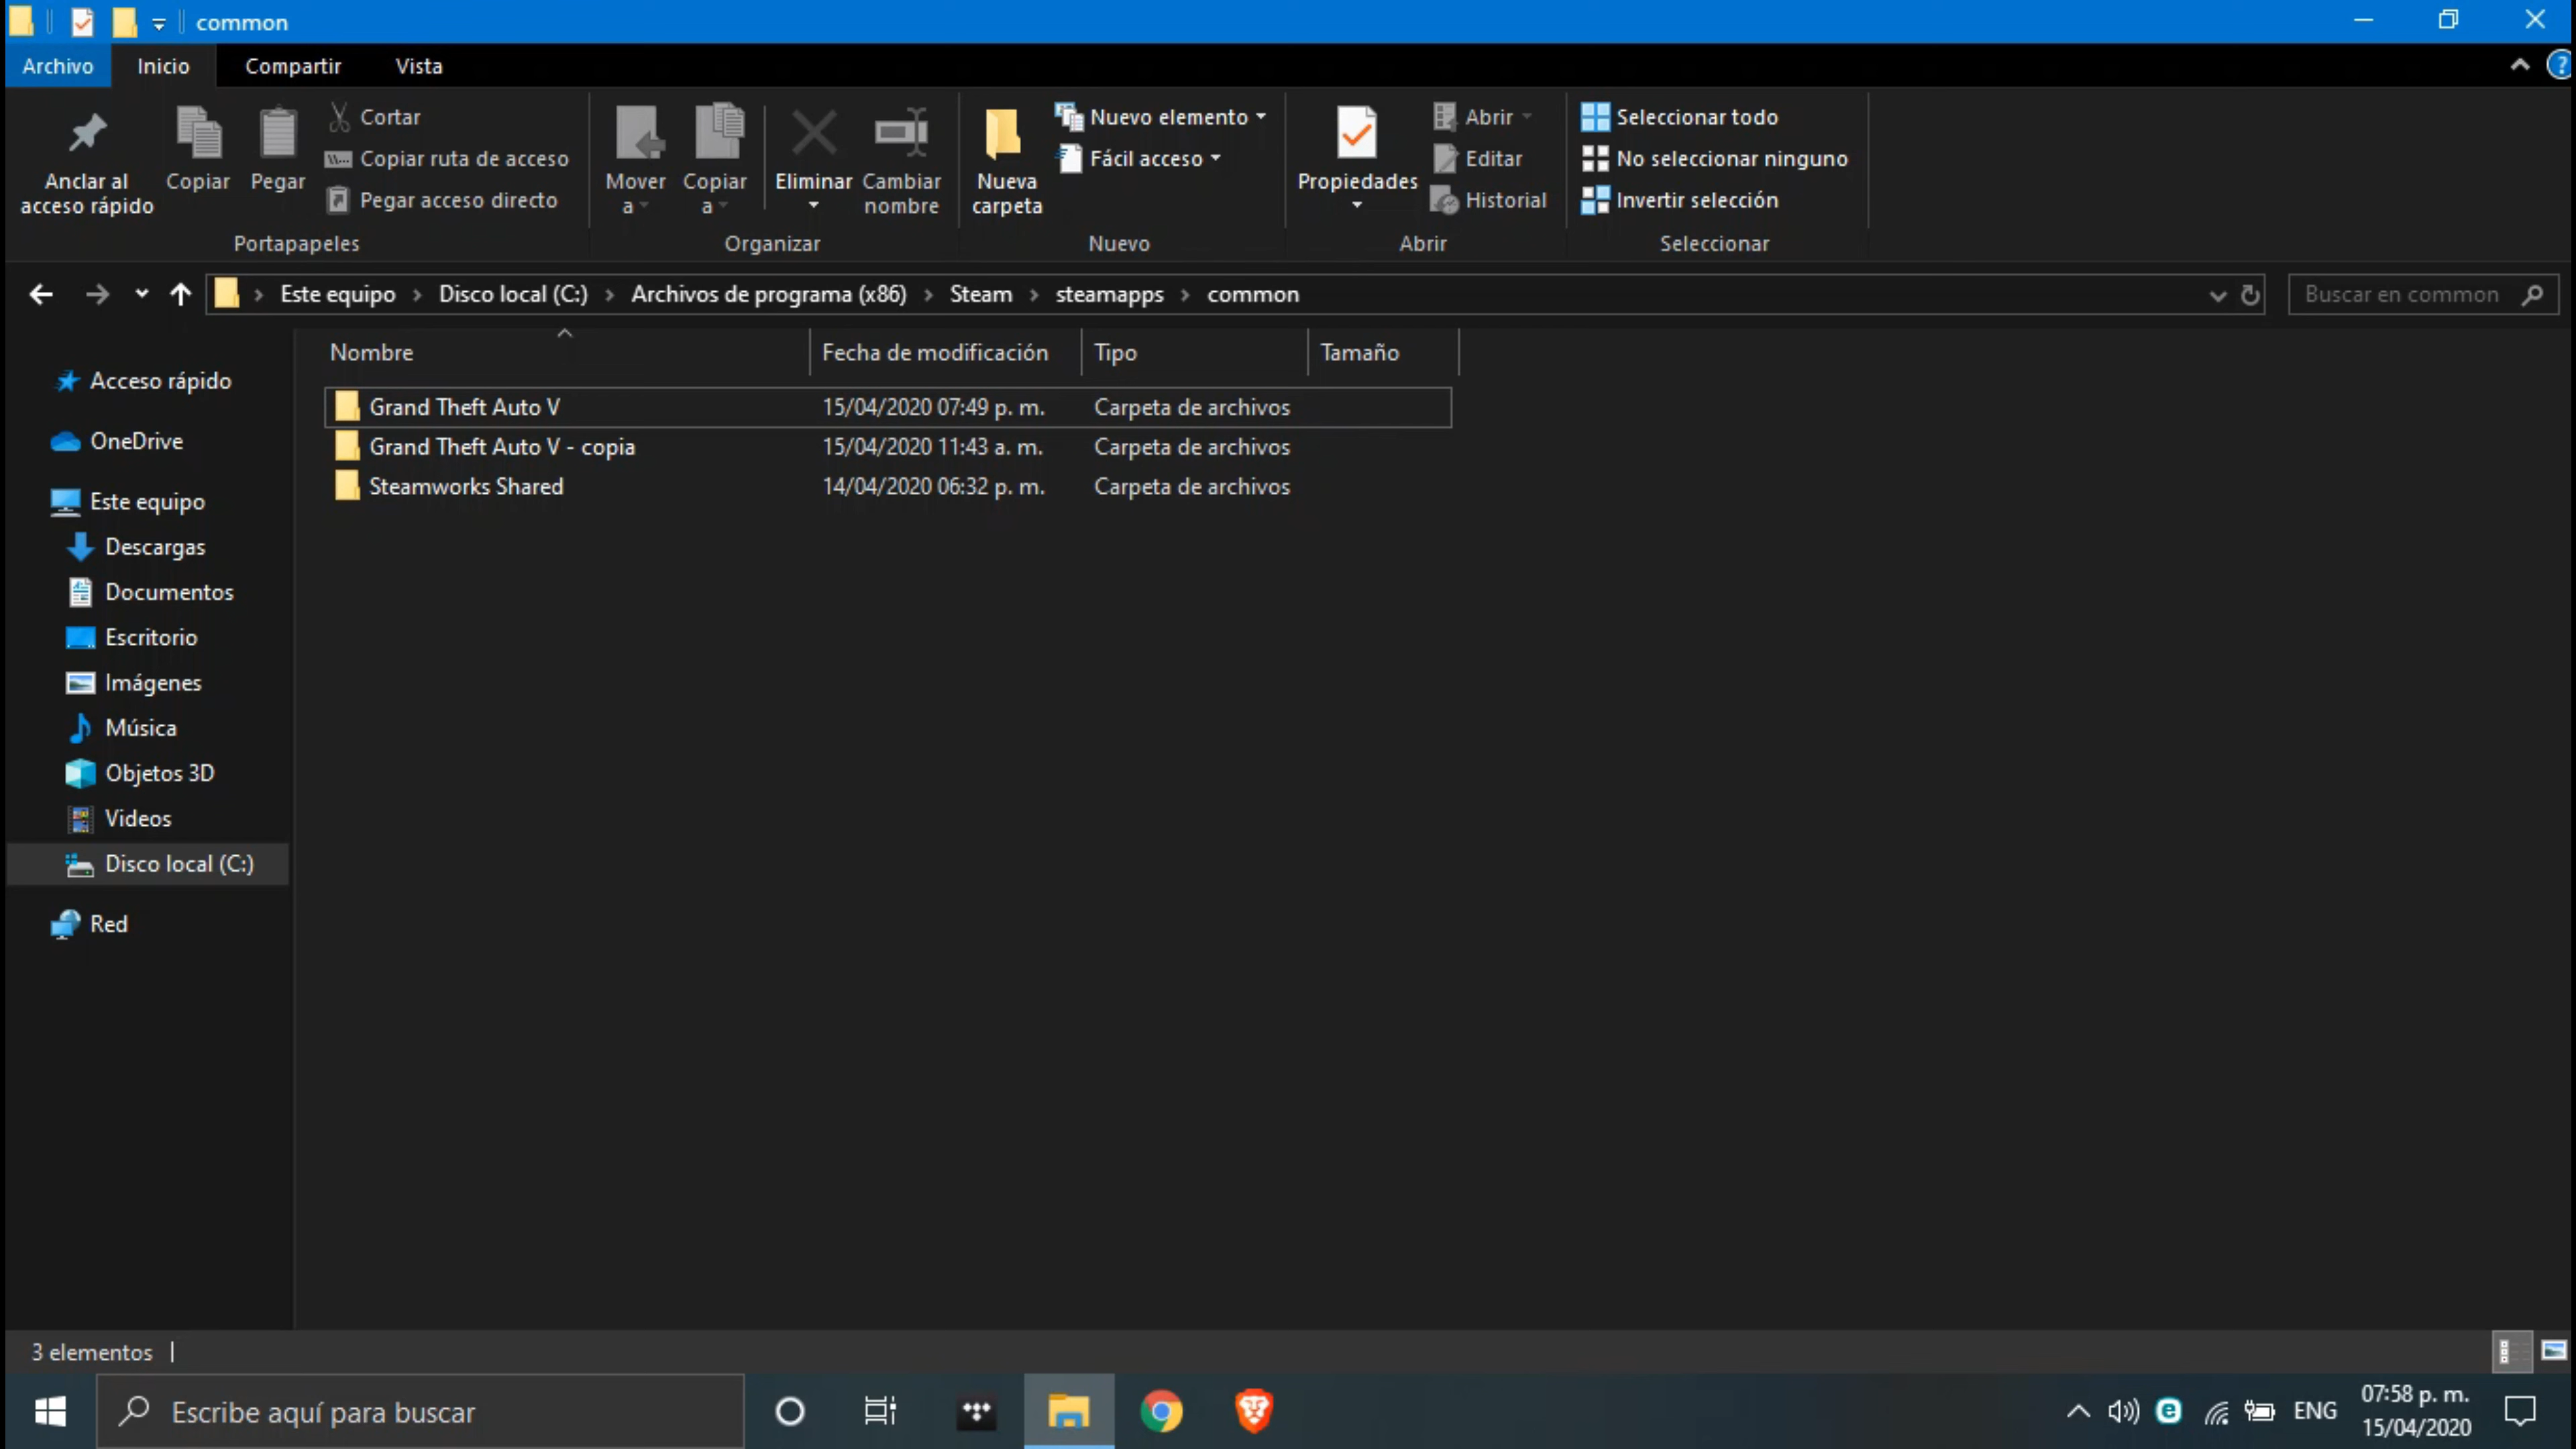 common
Archivo Inicio Compartir Vista
Anclar al acceso rápido
Copiar
Pegar
Cortar
Copiar ruta de acceso
Pegar acceso directo
Portapapeles
Mover a
Copiar a
Eliminar
Cambiar nombre
Organizar
Nueva carpeta
Nuevo elemento
Fácil acceso
Nuevo
Propiedades
Abrir
Editar
Historial
Abrir
Seleccionar todo
No seleccionar ninguno
Invertir selección
Seleccionar
Este equipo > Disco local (C:) > Archivos de programa (x86) > Steam > steamapps > common
Buscar en common
Acceso rápido
OneDrive
Este equipo
Descargas
Documentos
Escritorio
Imágenes
Música
Objetos 3D
Videos
Disco local (C:)
Red
Nombre Fecha de modificación Tipo Tamaño
Grand Theft Auto V 15/04/2020 07:49 p. m. Carpeta de archivos
Grand Theft Auto V - copia 15/04/2020 11:43 a. m. Carpeta de archivos
Steamworks Shared 14/04/2020 06:32 p. m. Carpeta de archivos
3 elementos
Escribe aquí para buscar
ENG
07:58 p. m.
15/04/2020